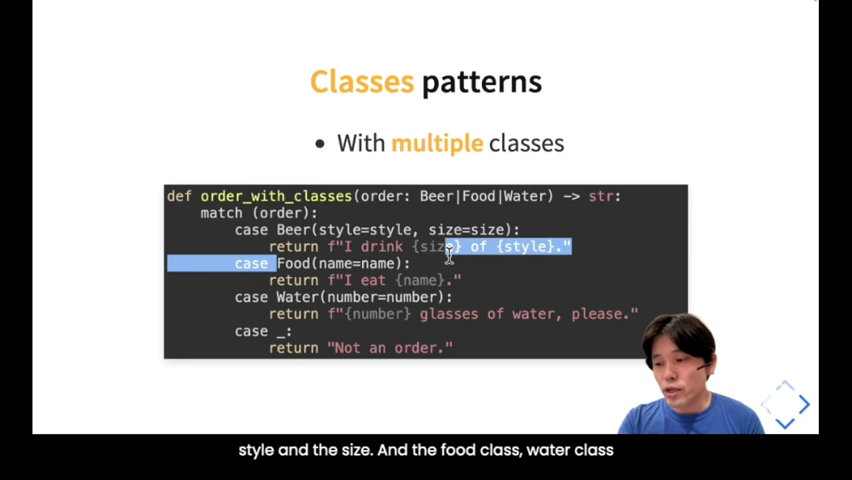 Classes patterns
• With multiple classes
def order_with_classes(order: Beer|Food|Water) -> str:
    match (order):
        case Beer(style=style, size=size):
            return f"I drink {size} of {style}."
        case Food(name=name):
            return f"I eat {name}."
        case Water(number=number):
            return f"{number} glasses of water, please."
        case _:
            return "Not an order."
style and the size. And the food class, water class